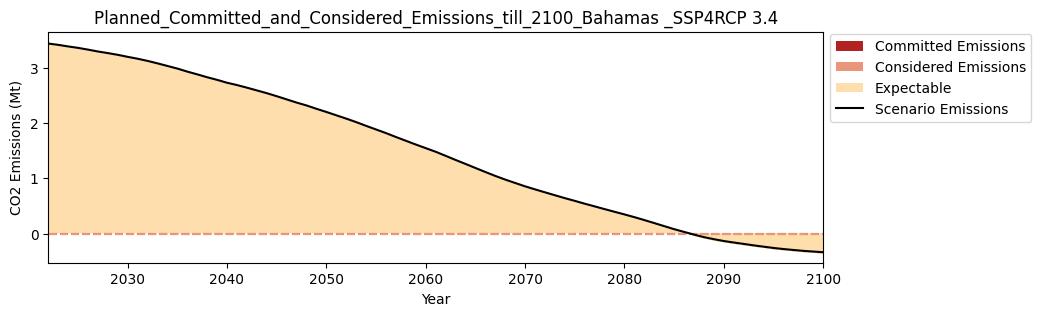 Planned_Committed_and_Considered_Emissions_till_2100_Bahamas _SSP4RCP 3.4
Committed Emissions
Considered Emissions
Expectable
Scenario Emissions
CO2 Emissions (Mt)
3
2
1
0
2030 2040 2050 2060 2070 2080 2090 2100
Year